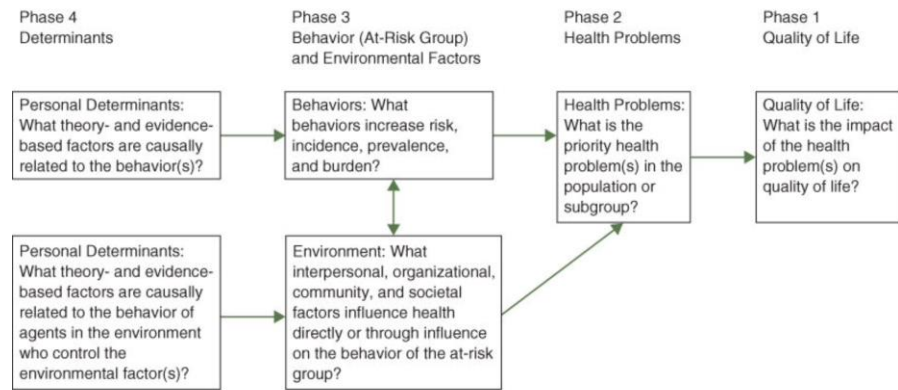 Phase 4
Determinants
Phase 3
Behavior (At-Risk Group)
and Environmental Factors
Phase 2
Health Problems
Phase 1
Quality of Life
Personal Determinants:
What theory- and evidence-
based factors are causally
related to the behavior(s)?
Behaviors: What
behaviors increase risk,
incidence, prevalence,
and burden?
Health Problems:
What is the
priority health
problem(s) in the
population or
subgroup?
Quality of Life:
What is the impact
of the health
problem(s) on
quality of life?
Personal Determinants:
What theory- and evidence-
based factors are causally
related to the behavior of
agents in the environment
who control the
environmental factor(s)?
Environment: What
interpersonal, organizational,
community, and societal
factors influence health
directly or through influence
on the behavior of the at-risk
group?